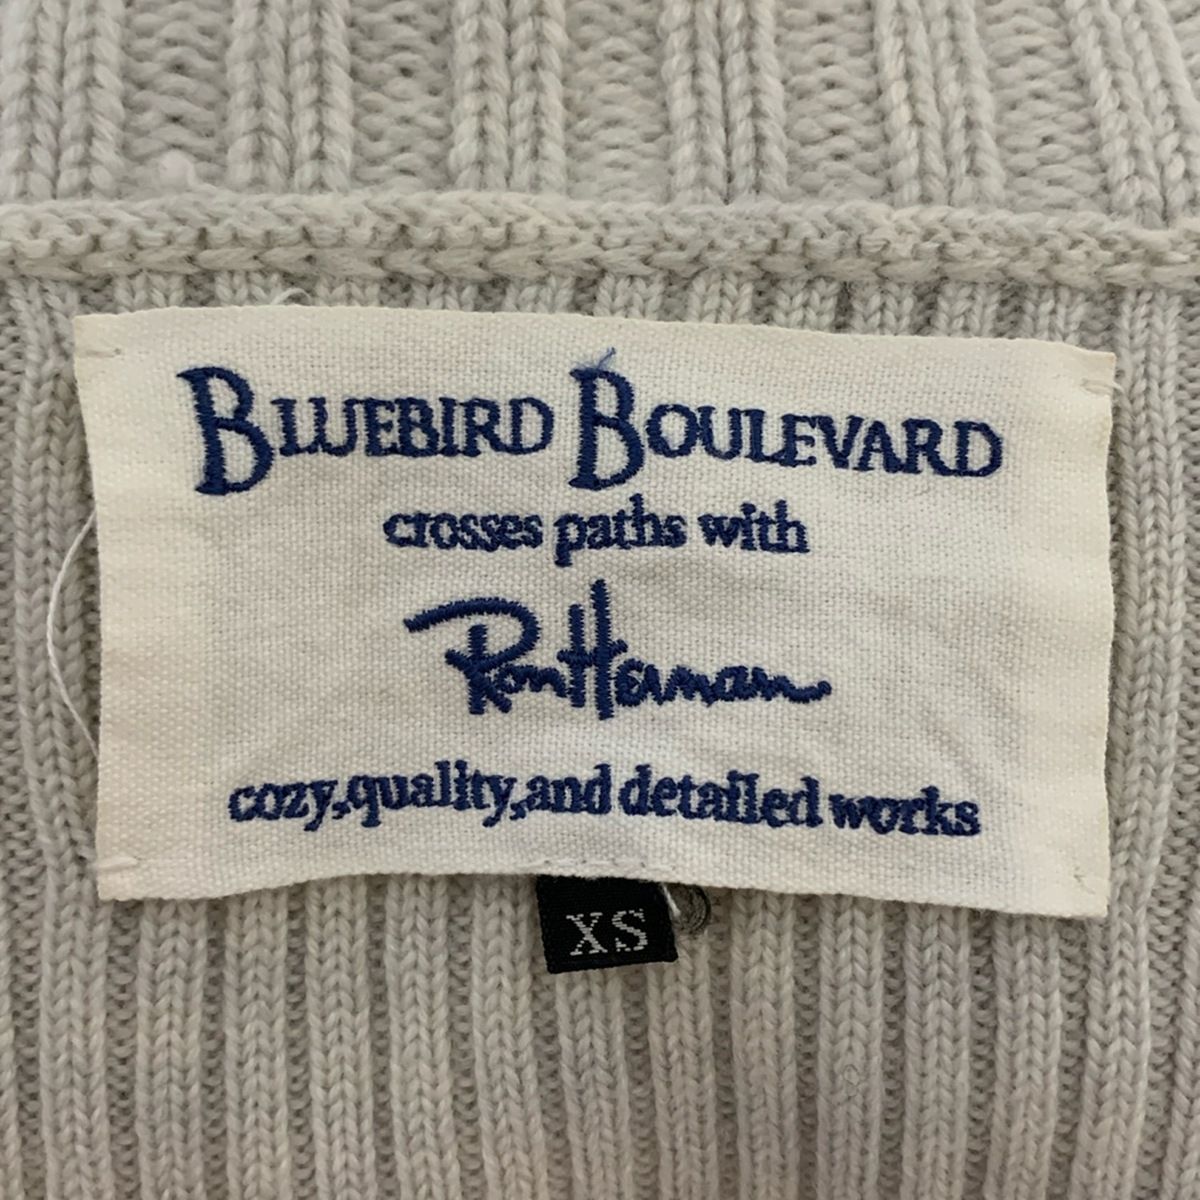 BLUEBIRD BOULEVARD
crosses paths with
Ron Herman
cozy,quality,and detailed works
XS